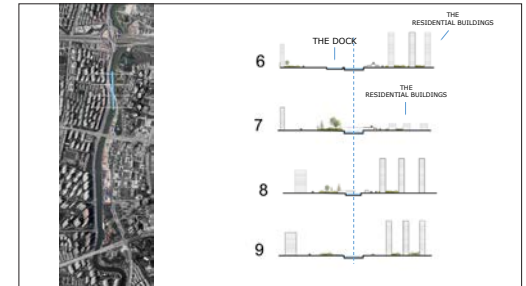 THE
RESIDENTIAL BUILDINGS
THE DOCK
6
THE
RESIDENTIAL BUILDINGS
7
8
9